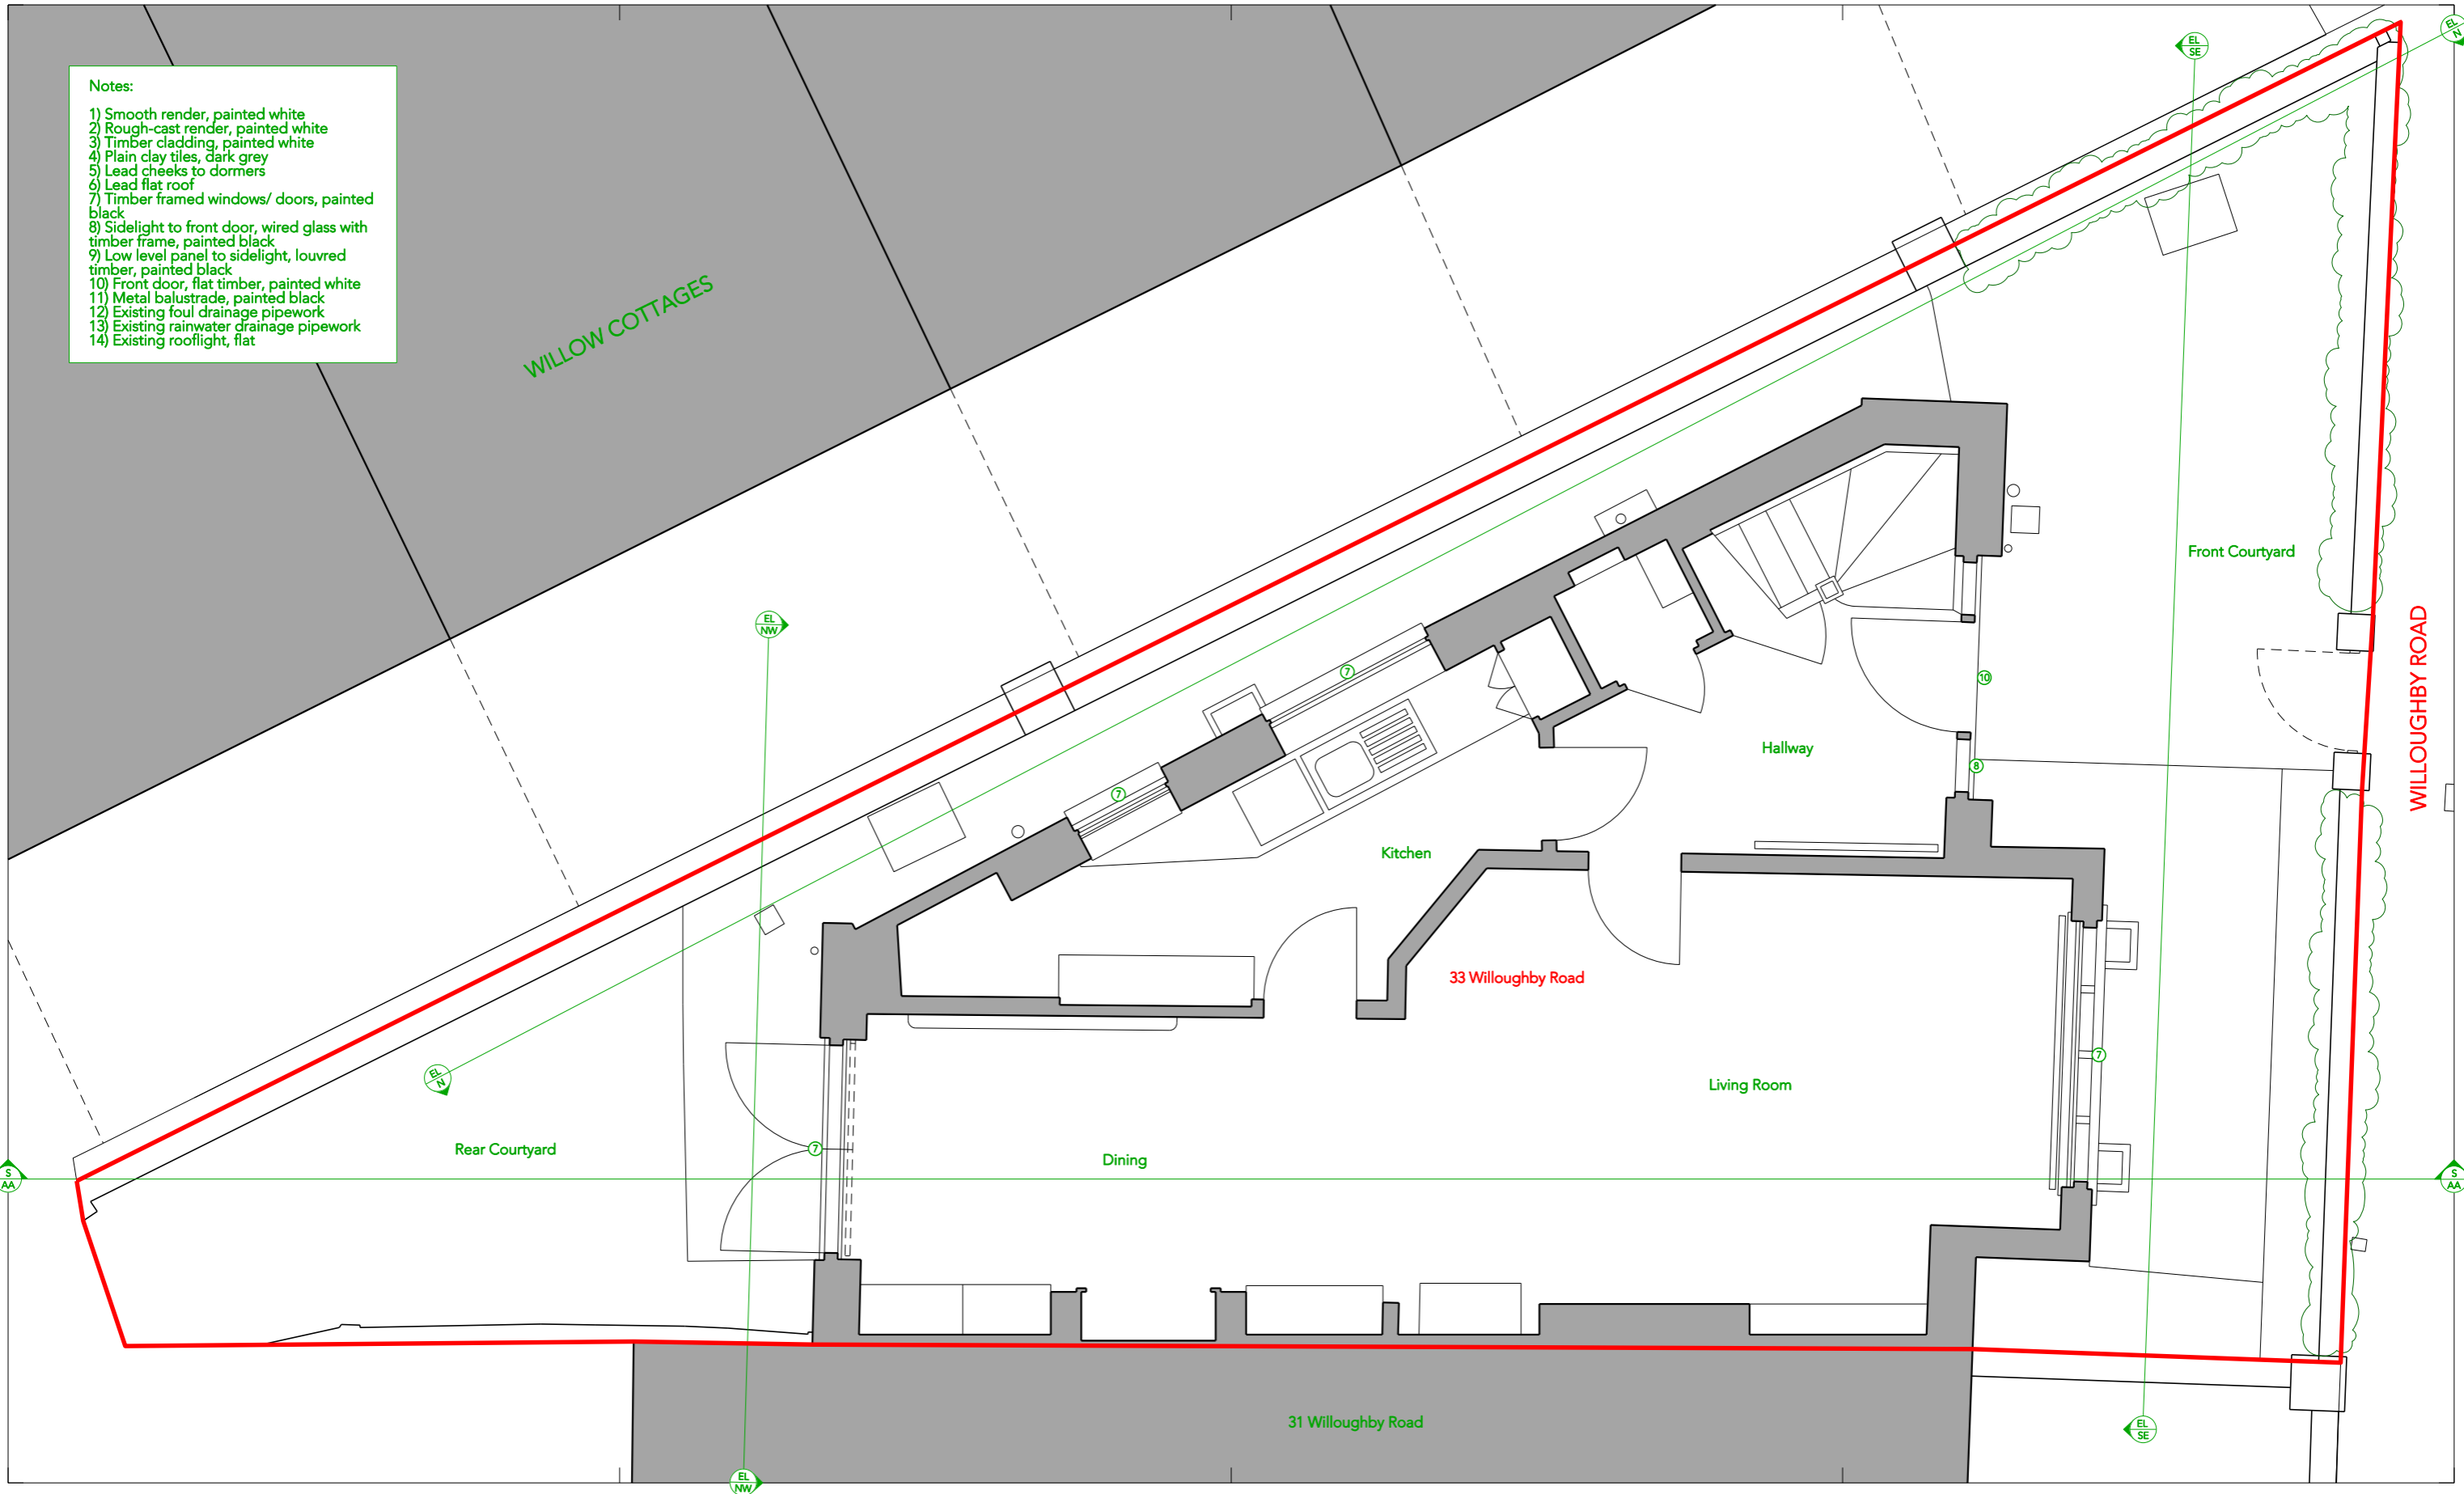 Notes:
1) Smooth render, painted white
2) Rough-cast render, painted white
3) Timber cladding, painted white
4) Plain clay tiles, dark grey
5) Lead cheeks to dormers
6) Lead flat roof
7) Timber framed windows/ doors, painted
black
8) Sidelight to front door, wired glass with
timber frame, painted black
9) Low level panel to sidelight, louvred
timber, painted black
10) Front door, flat timber, painted white
11) Metal balustrade, painted black
12) Existing foul drainage pipework
13) Existing rainwater drainage pipework
14) Existing rooflight, flat
WILLOW COTTAGES
EL
SE
EL
N
Front Courtyard
WILLOUGHBY ROAD
EL
NW
7
10
Hallway
8
7
Kitchen
33 Willoughby Road
7
EL
N
Living Room
Rear Courtyard
7
Dining
S
AA
S
AA
31 Willoughby Road
EL
SE
EL
NW